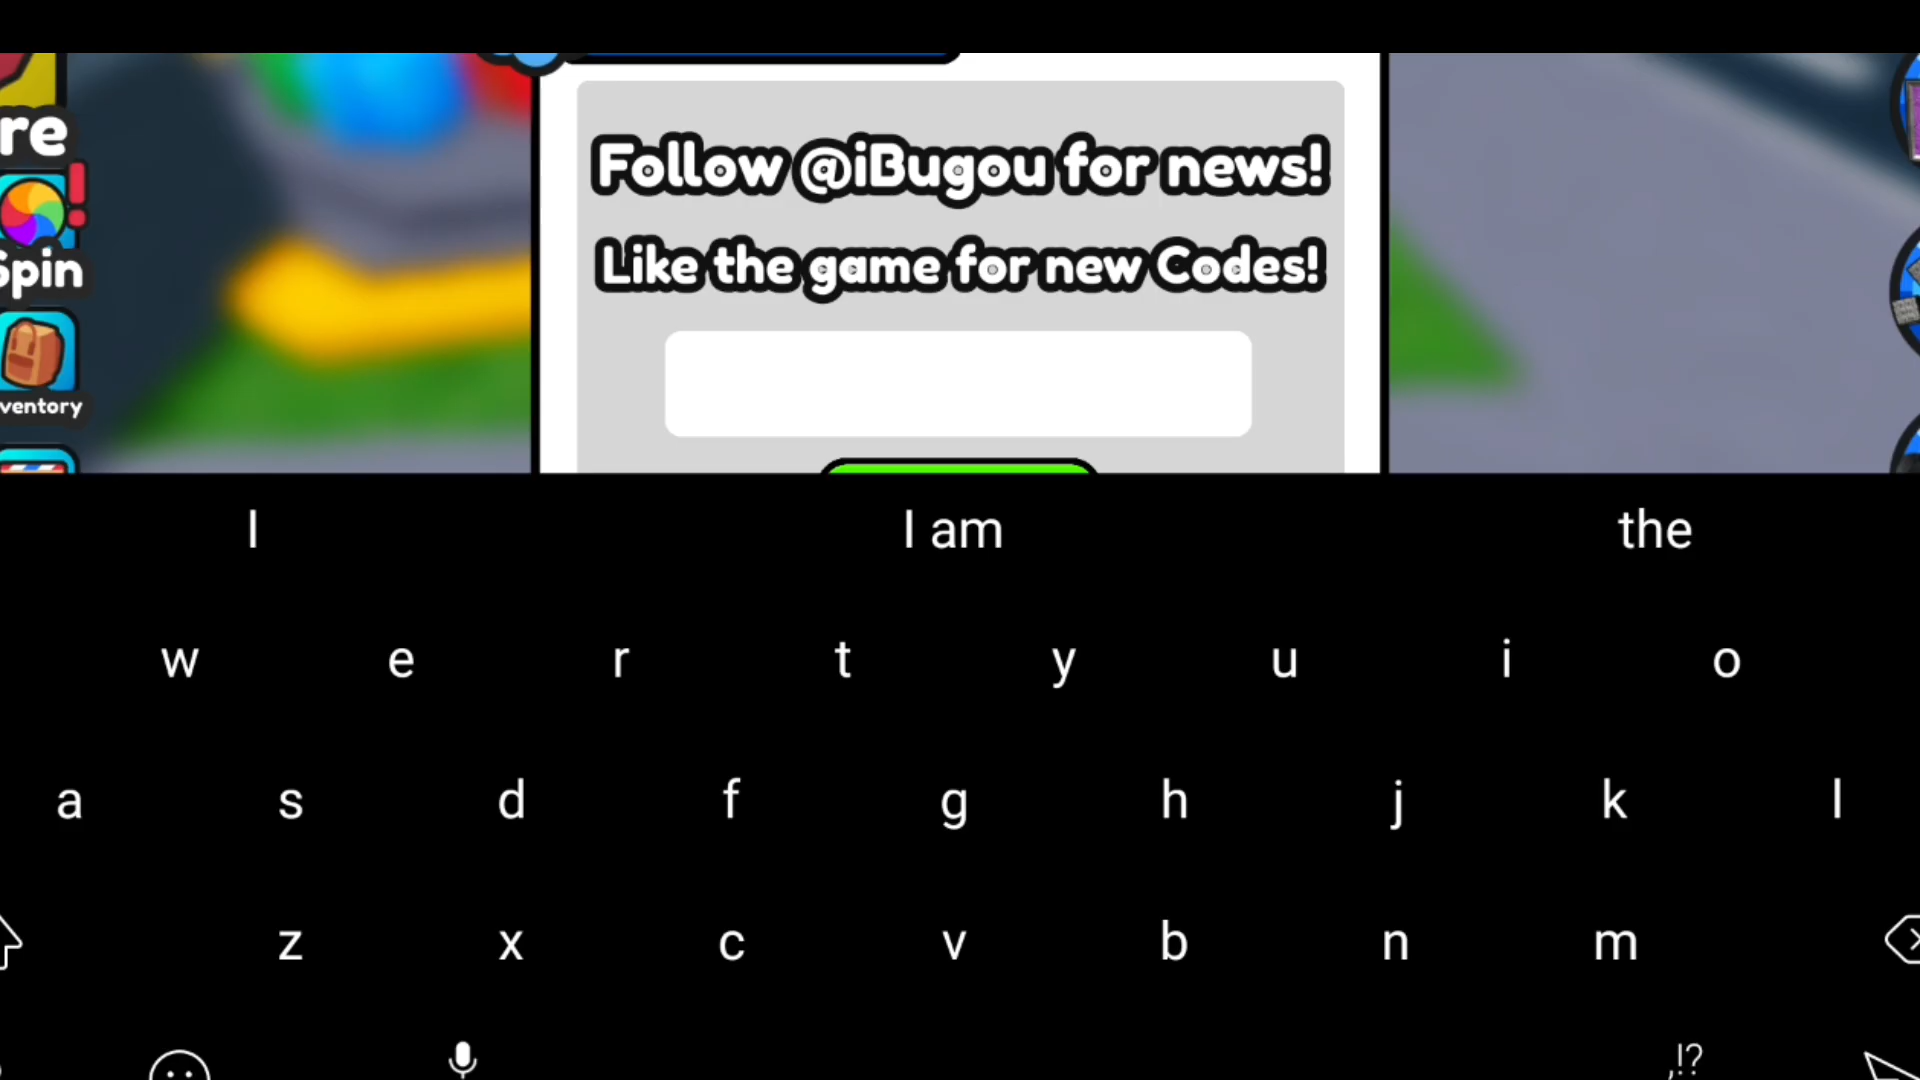 re
Spin
ventory
Follow @iBugou for news!
Like the game for new Codes!
I I am the
w e r t y u i o
a s d f g h j k l
z x c v b n m
,!?